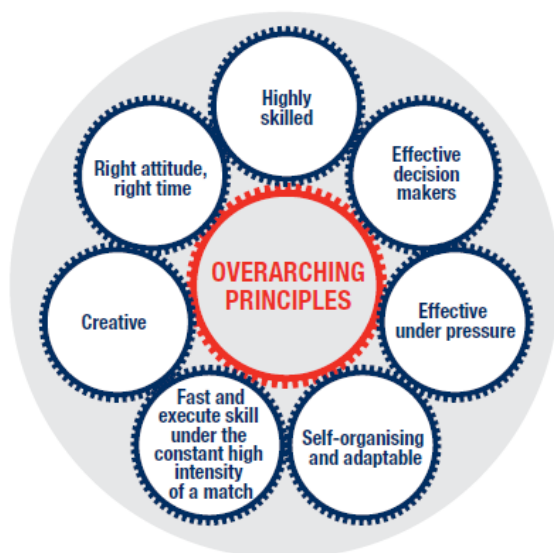 Highly
skilled
Effective
decision
makers
Effective
under pressure
Self-organising
and adaptable
Fast and
execute skill
under the
constant high
intensity
of a match
Creative
Right attitude,
right time
OVERARCHING
PRINCIPLES